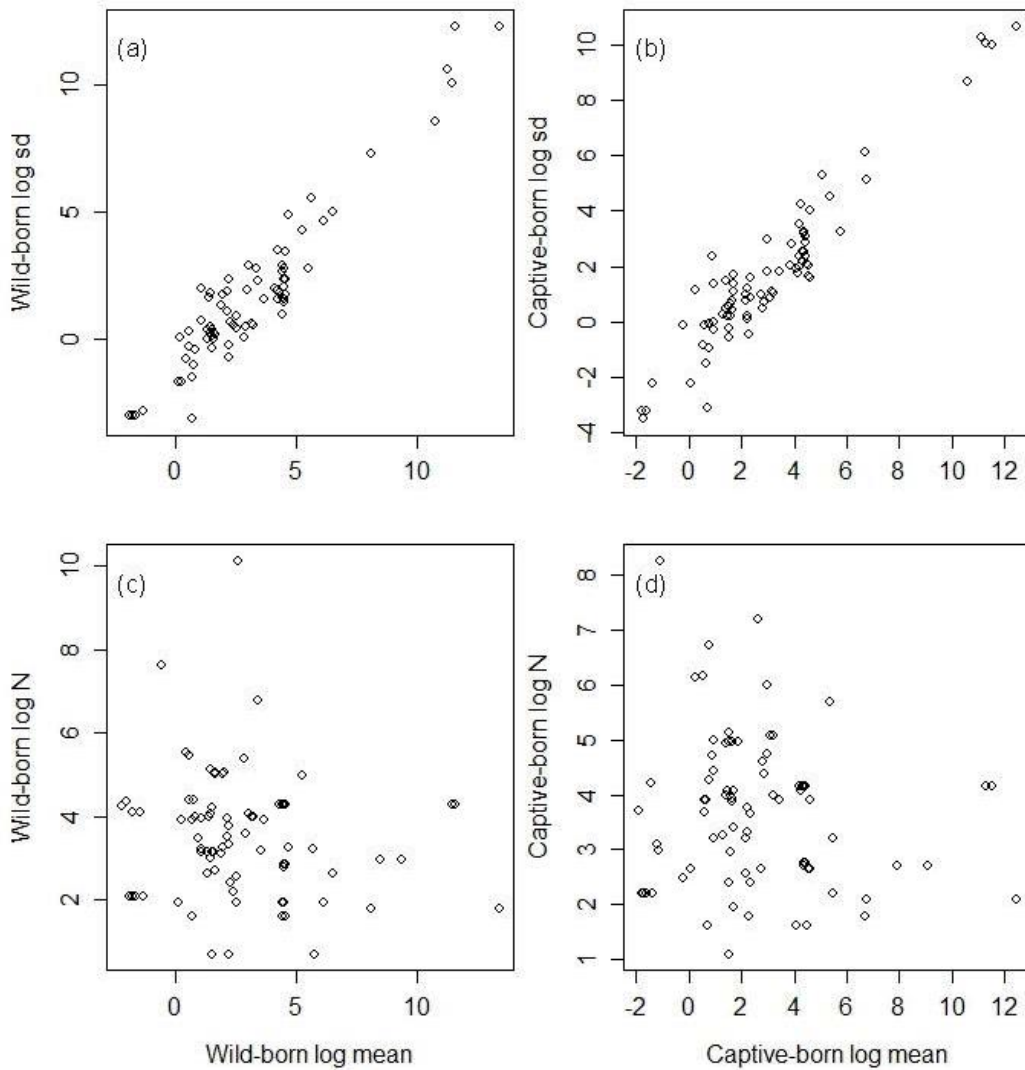 (a)
Wild-born log sd
10
5
0
0 5 10
(b)
Captive-born log sd
10
8
6
4
2
0
-2
-4
-2 0 2 4 6 8 10 12
(c)
Wild-born log N
10
8
6
4
2
0 5 10
Wild-born log mean
(d)
Captive-born log N
8
7
6
5
4
3
2
1
-2 0 2 4 6 8 10 12
Captive-born log mean